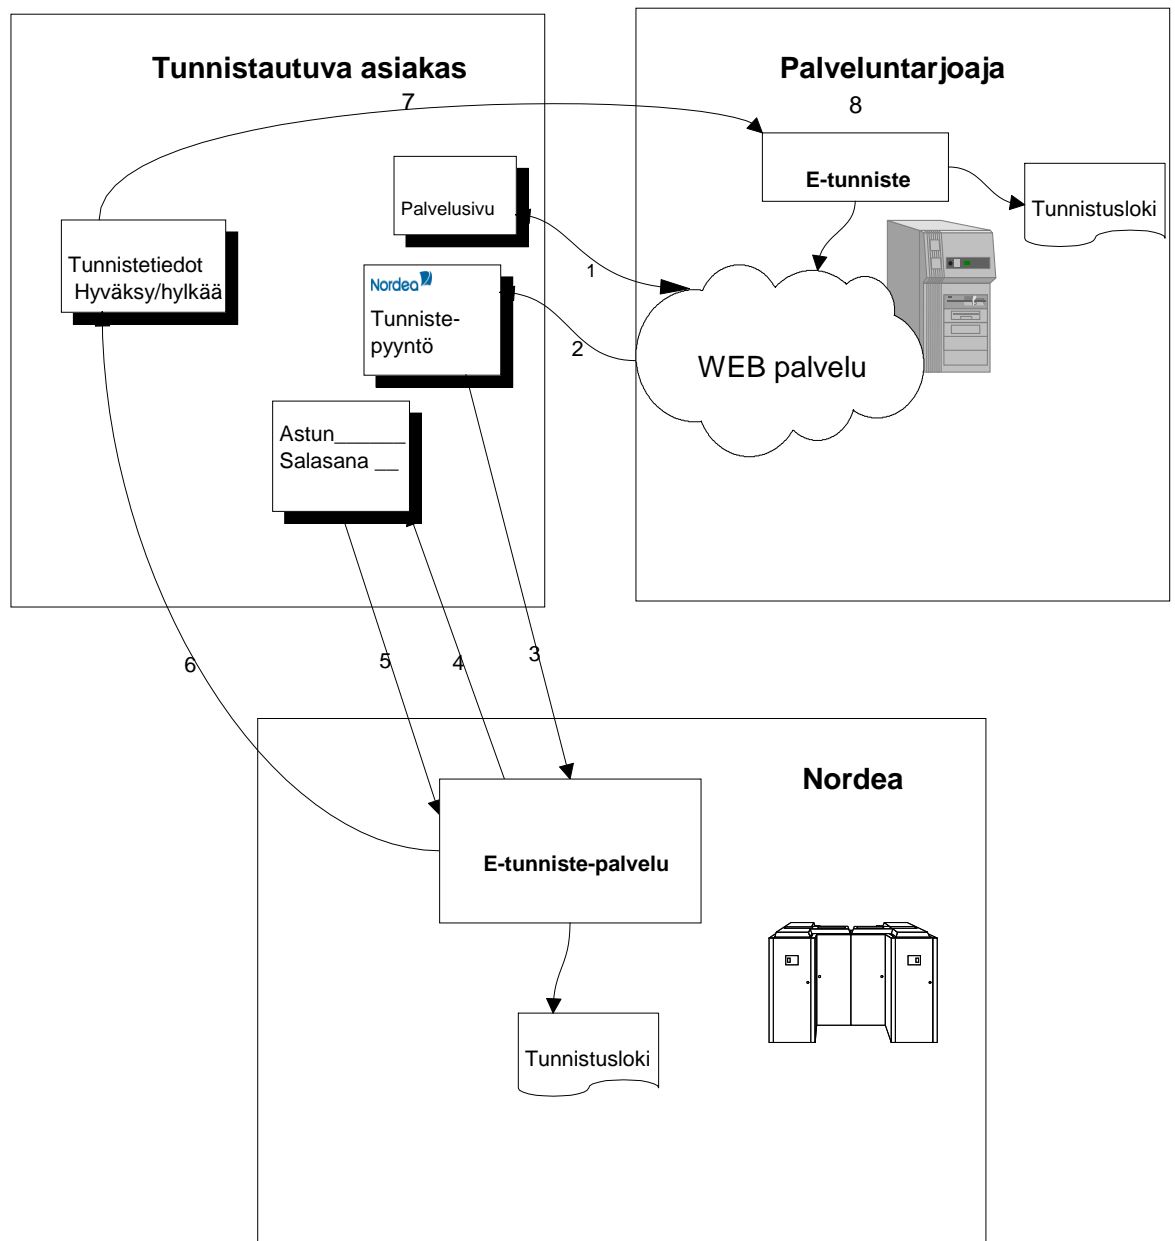 Tunnistautuva asiakas
7
Palveluntarjoaja
8
E-tunniste
Tunnistusloki
Palvelusivu
Tunnistetiedot
Hyväksy/hylkää
1
Nordea
Tunniste-
pyyntö
2
WEB palvelu
Astun______
Salasana __
6
5
4
3
Nordea
E-tunniste-palvelu
Tunnistusloki